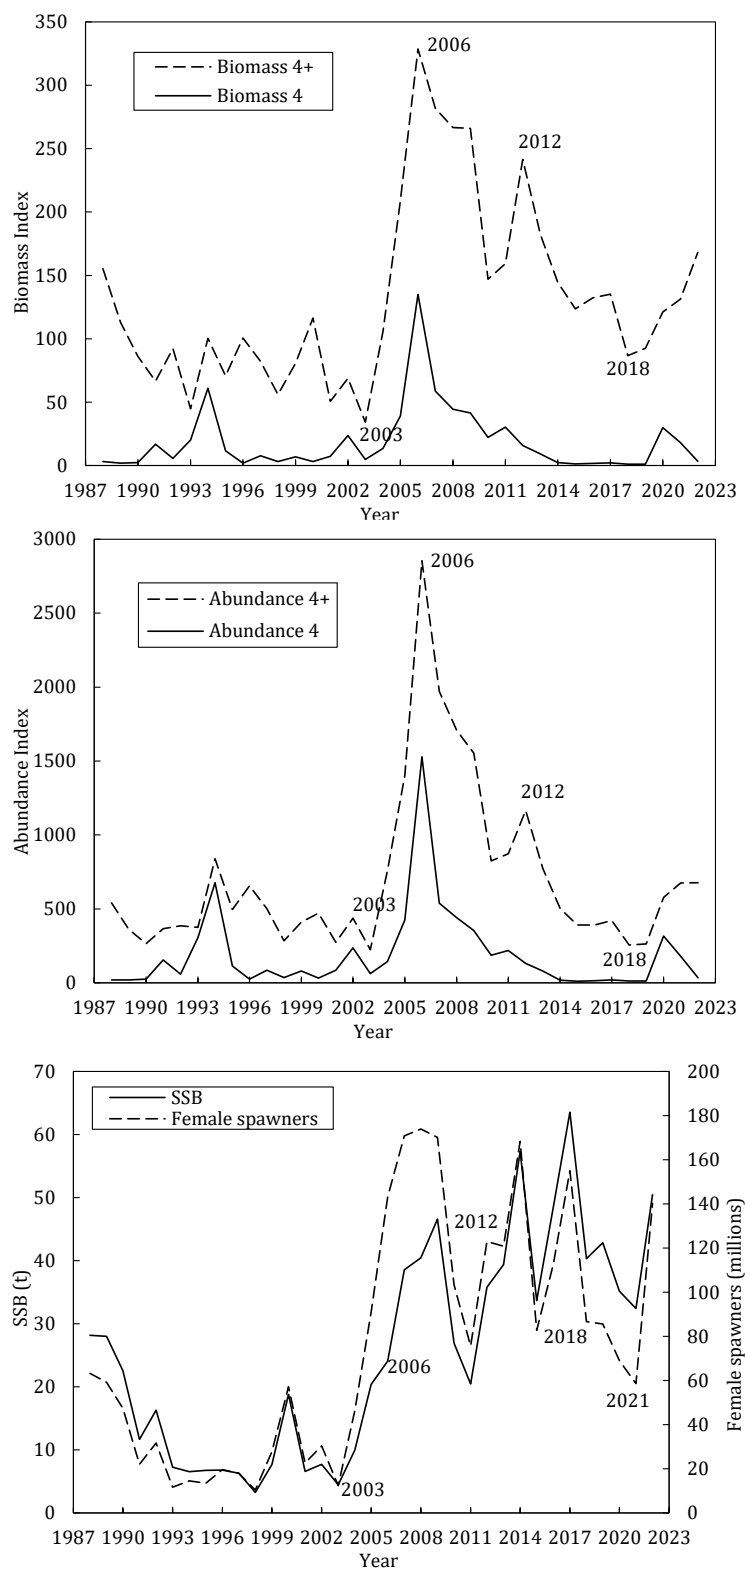 350
300
250
200
150
100
50
0
Biomass Index
Biomass 4+
Biomass 4
2006
2012
2003
2018
1987 1990 1993 1996 1999 2002 2005 2008 2011 2014 2017 2020 2023
Year
3000
2500
2000
1500
1000
500
0
Abundance Index
Abundance 4+
Abundance 4
2006
2012
2003
2018
1987 1990 1993 1996 1999 2002 2005 2008 2011 2014 2017 2020 2023
Year
70
60
50
40
30
20
10
0
SSB (t)
SSB
Female spawners
2012
2006
2018
2021
2003
200
180
160
140
120
100
80
60
40
20
0
Female spawners (millions)
1987 1990 1993 1996 1999 2002 2005 2008 2011 2014 2017 2020 2023
Year